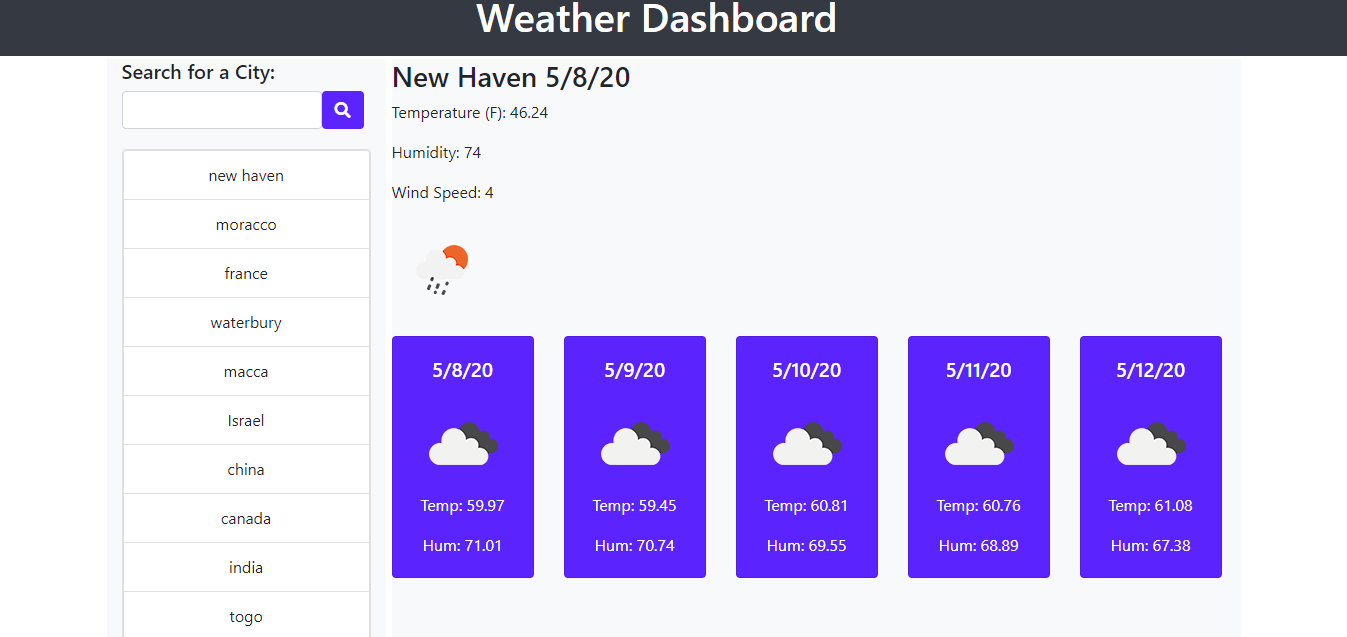 Weather Dashboard
Search for a City:
new haven
moracco
france
waterbury
macca
Israel
china
canada
india
togo
New Haven 5/8/20
Temperature (F): 46.24
Humidity: 74
Wind Speed: 4
5/8/20
Temp: 59.97
Hum: 71.01
5/9/20
Temp: 59.45
Hum: 70.74
5/10/20
Temp: 60.81
Hum: 69.55
5/11/20
Temp: 60.76
Hum: 68.89
5/12/20
Temp: 61.08
Hum: 67.38